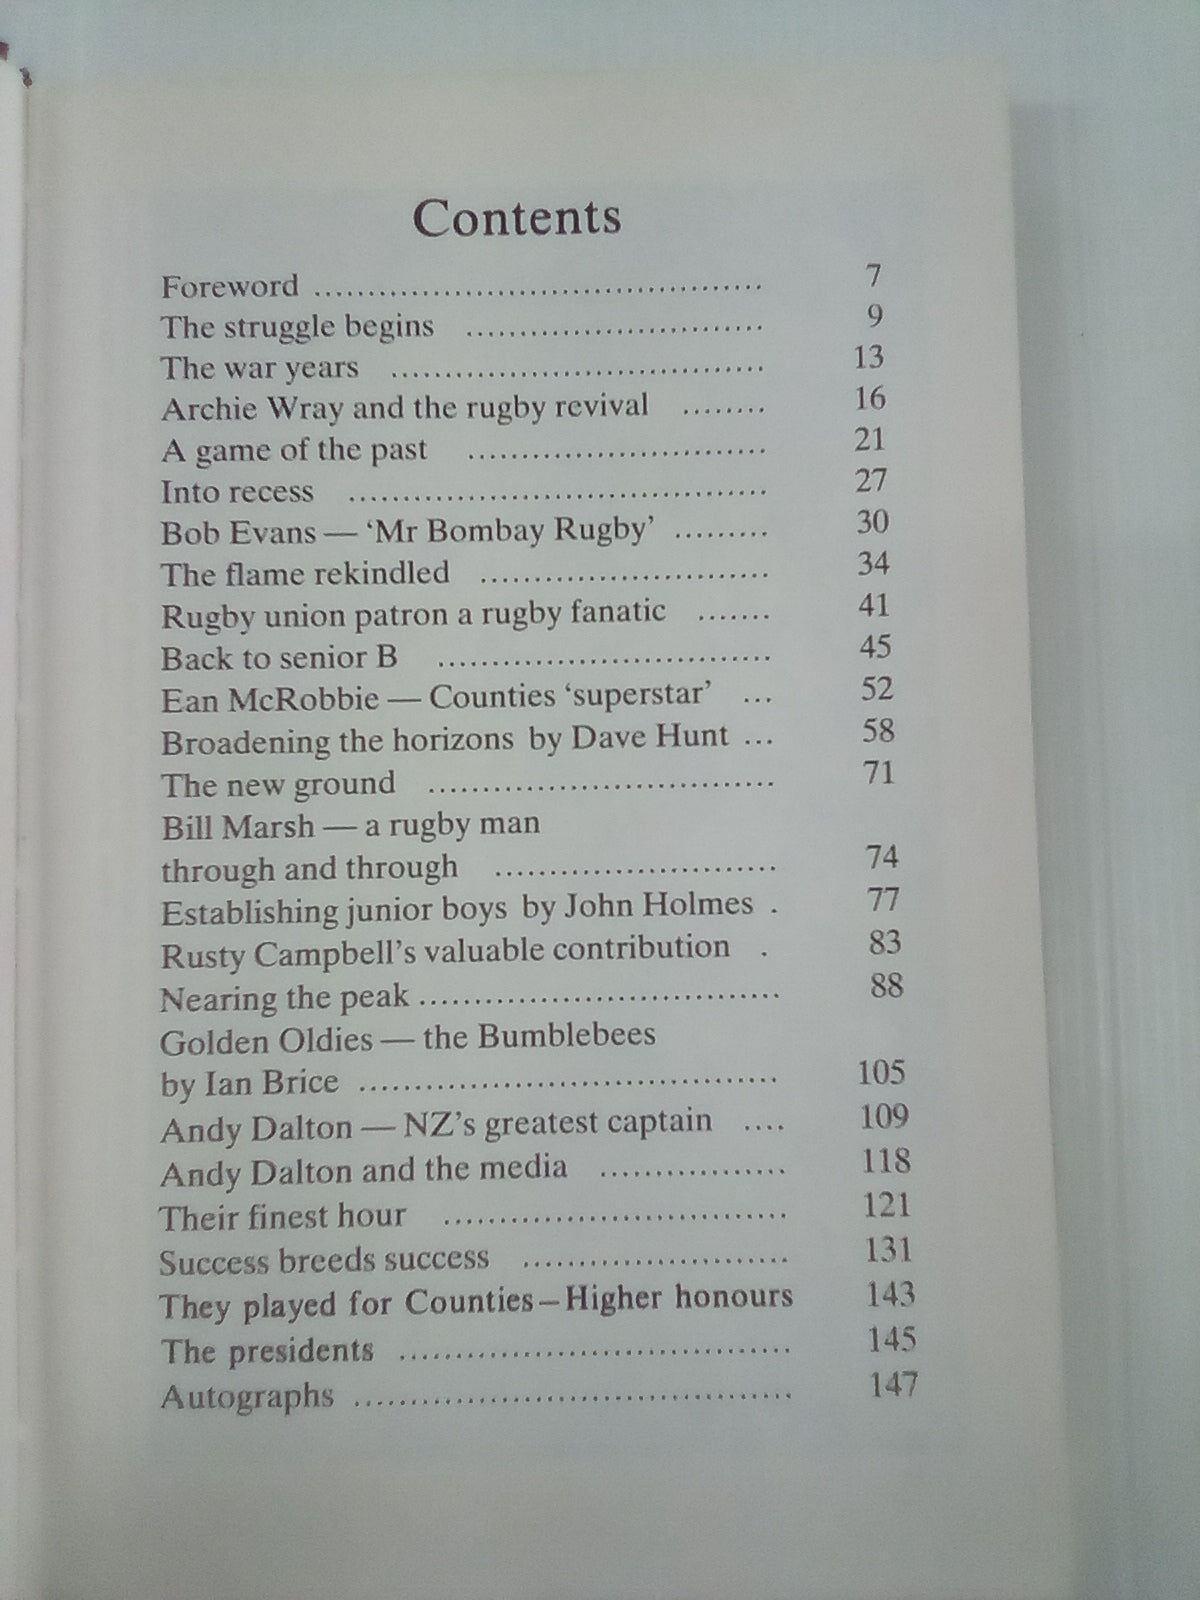 Contents
Foreword ........................................... 7
The struggle begins ............................ 9
The war years ................................... 13
Archie Wray and the rugby revival ........ 16
A game of the past ............................ 21
Into recess ........................................ 27
Bob Evans — ‘Mr Bombay Rugby’ ......... 30
The flame rekindled ........................... 34
Rugby union patron a rugby fanatic ....... 41
Back to senior B ................................ 45
Ean McRobbie — Counties ‘superstar’ ... 52
Broadening the horizons by Dave Hunt ... 58
The new ground ................................. 71
Bill Marsh — a rugby man
through and through ........................... 74
Establishing junior boys by John Holmes . 77
Rusty Campbell’s valuable contribution . 83
Nearing the peak .................................. 88
Golden Oldies — the Bumblebees
by Ian Brice ........................................ 105
Andy Dalton — NZ’s greatest captain .... 109
Andy Dalton and the media ................. 118
Their finest hour ................................ 121
Success breeds success ......................... 131
They played for Counties – Higher honours 143
The presidents ..................................... 145
Autographs .......................................... 147